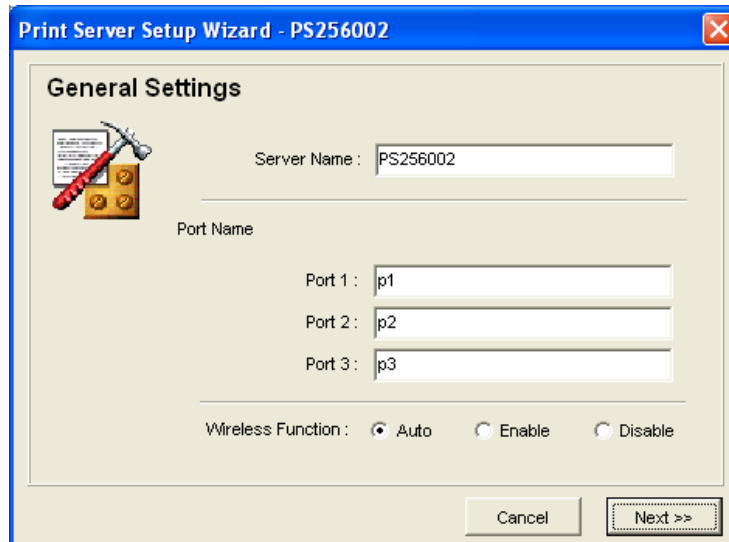 Print Server Setup Wizard - PS256002
General Settings
Server Name : PS256002
Port Name
Port 1 : p1
Port 2 : p2
Port 3 : p3
Wireless Function : Auto Enable Disable
Cancel Next >>